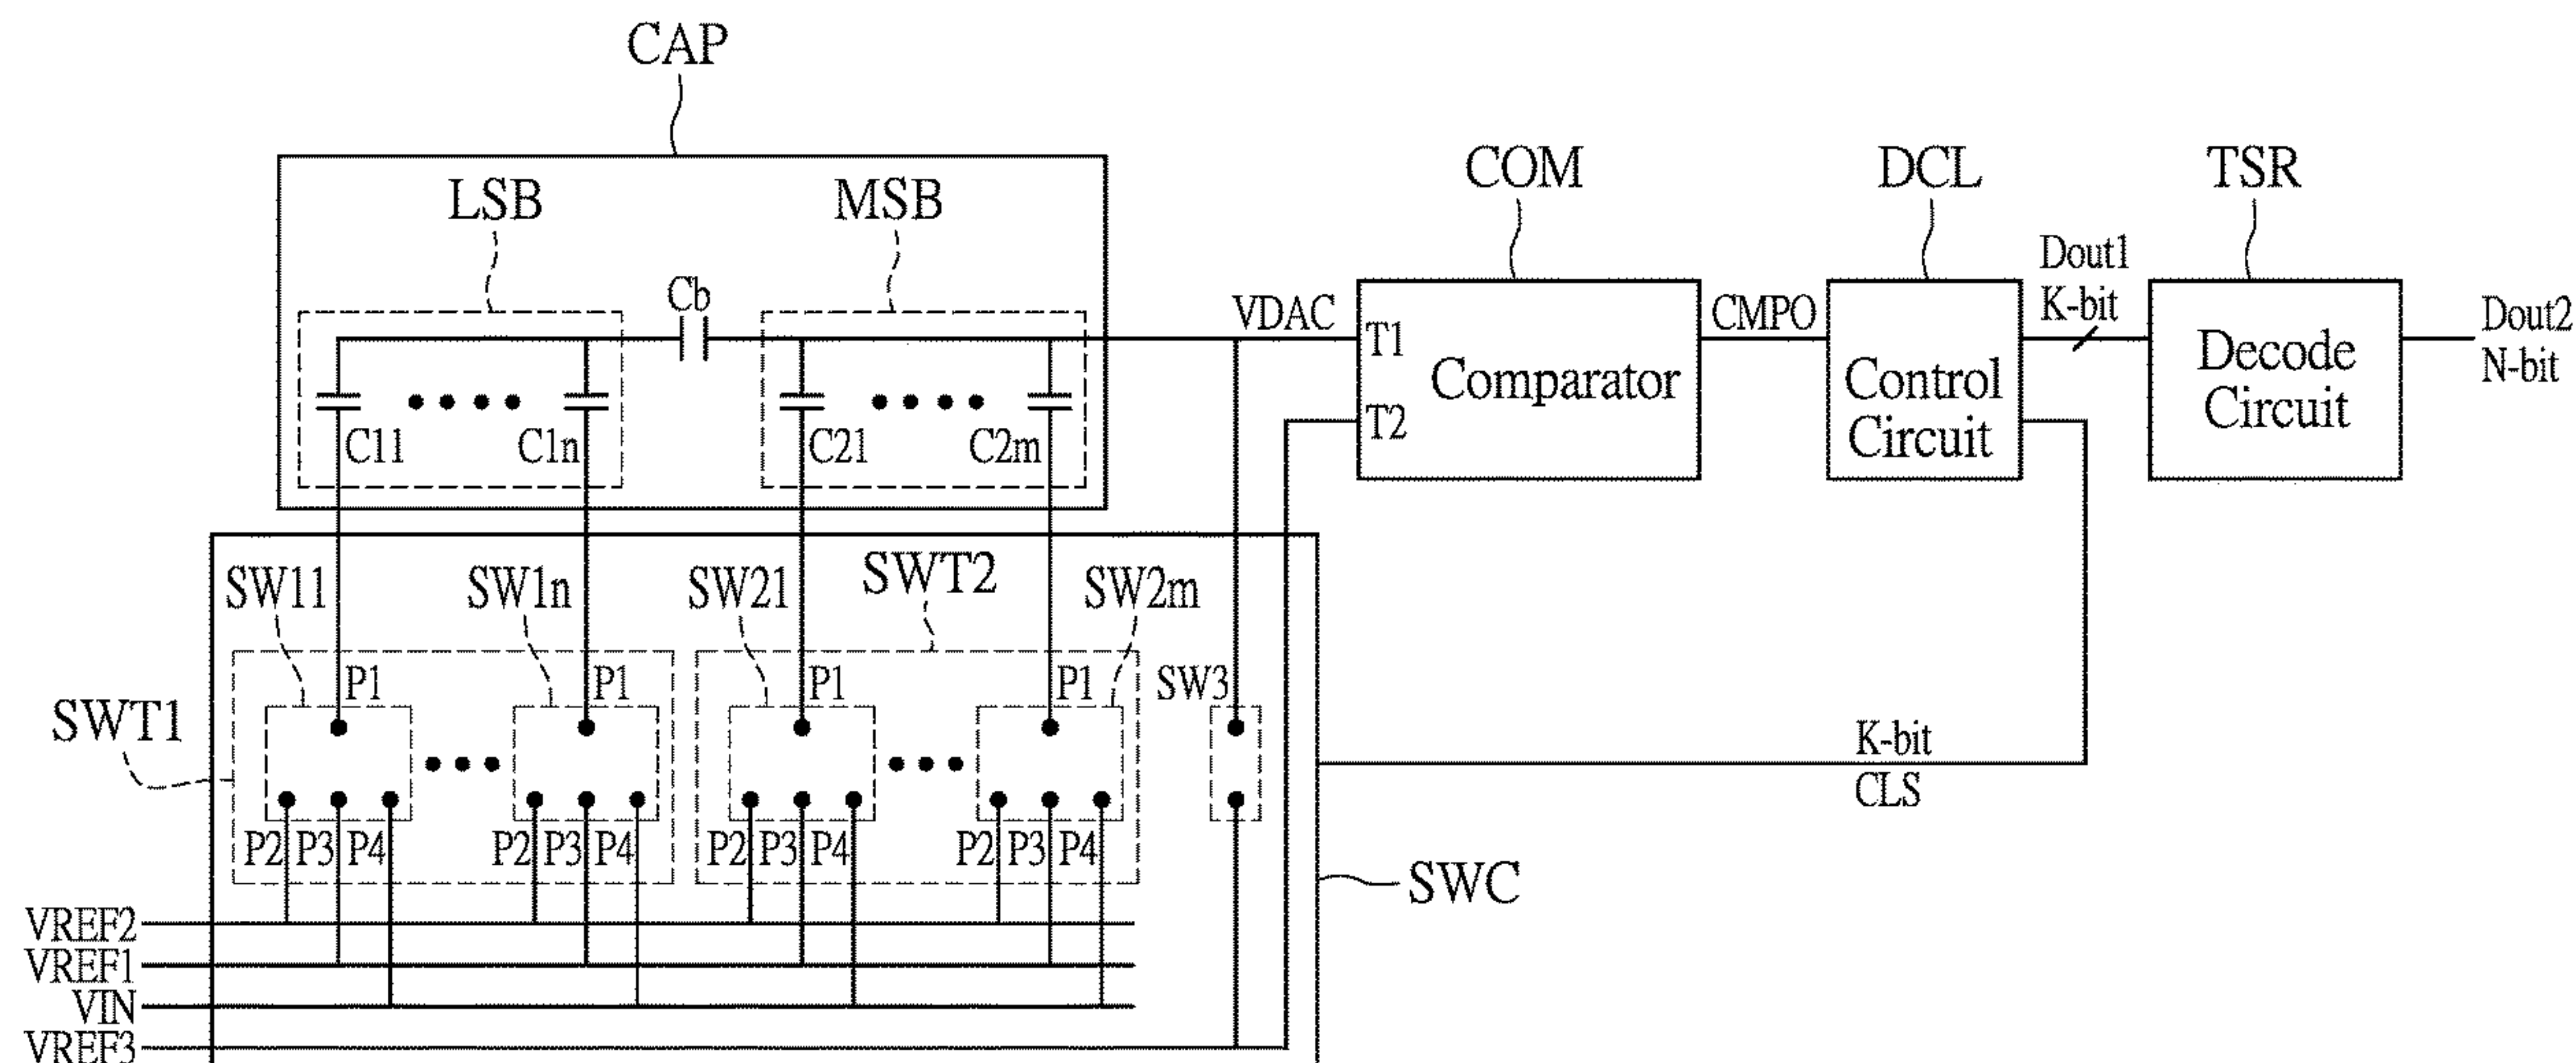 CAP
COM
DCL
TSR
LSB
MSB
Dout1
K-bit
Cb
VDAC
CMPO
Dout2
N-bit
T1
T2
Comparator
Control
Circuit
Decode
Circuit
C11
C1n
C21
C2m
SW11
SW1n
SW21
SWT2
SW2m
P1
P1
P1
P1
SW3
SWT1
K-bit
CLS
P2 P3 P4
P2 P3 P4
P2 P3 P4
P2 P3 P4
SWC
VREF2
VREF1
VIN
VREF3